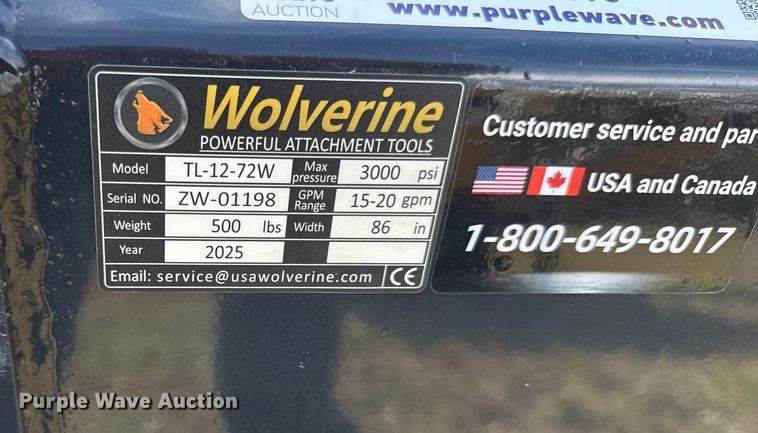 AUCTION
www.purplewave.com
Wolverine
POWERFUL ATTACHMENT TOOLS
Model TL-12-72W Max pressure 3000 psi
Serial NO. ZW-01198 GPM Range 15-20 gpm
Weight 500 lbs Width 86 in
Year 2025
Email: service@usawolverine.com CE
Customer service and par
USA and Canada
1-800-649-8017
Purple Wave Auction